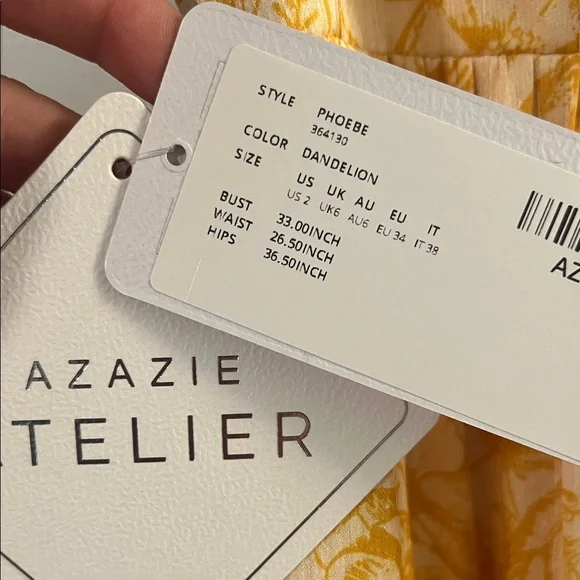 STYLE PHOEBE
364130
COLOR DANDELION
SIZE US UK AU EU IT
US 2 UK6 AU6 EU 34 IT 38
BUST 33.00INCH
WAIST 26.50INCH
HIPS 36.50INCH
AZ
AZAZIE
TELIER